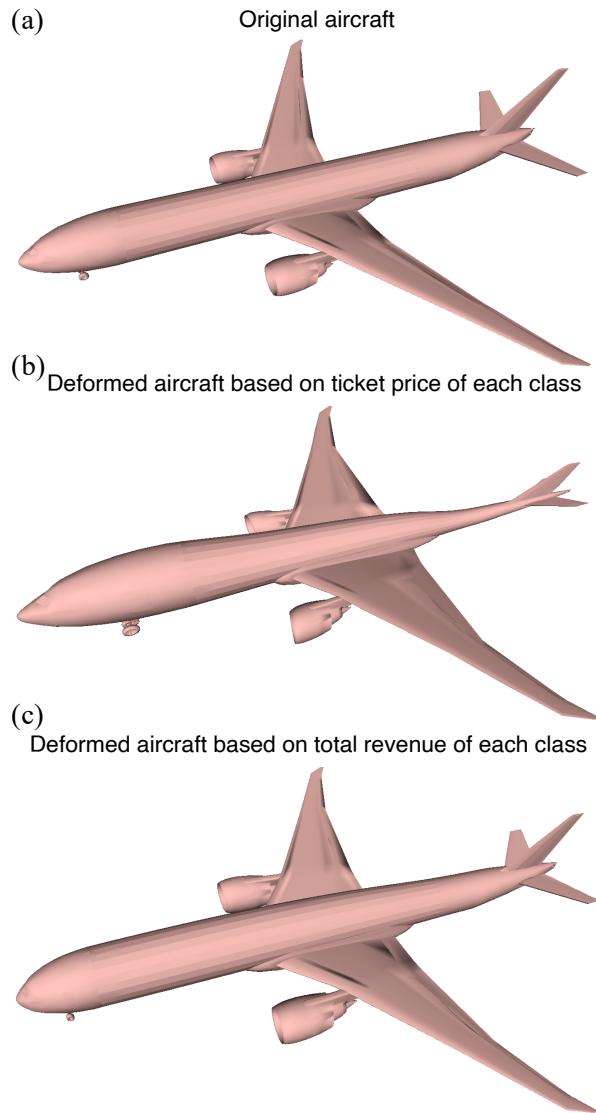 (a)
Original aircraft
(b)
Deformed aircraft based on ticket price of each class
(c)
Deformed aircraft based on total revenue of each class